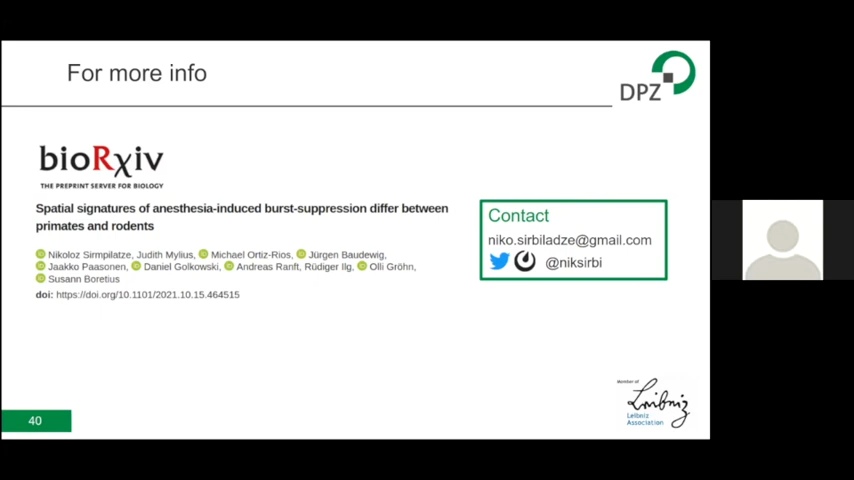 For more info
DPZ
bioRχiv
THE PREPRINT SERVER FOR BIOLOGY
Spatial signatures of anesthesia-induced burst-suppression differ between
primates and rodents
Nikoloz Sirmpilatze, Judith Mylius, Michael Ortiz-Rios, Jürgen Baudewig,
Jaakko Paasonen, Daniel Golkowski, Andreas Ranft, Rüdiger Ilg, Olli Gröhn,
Susann Boretius
doi: https://doi.org/10.1101/2021.10.15.464515
Contact
niko.sirbiladze@gmail.com
@niksirbi
Member of
Leibniz
Leibniz
Association
40